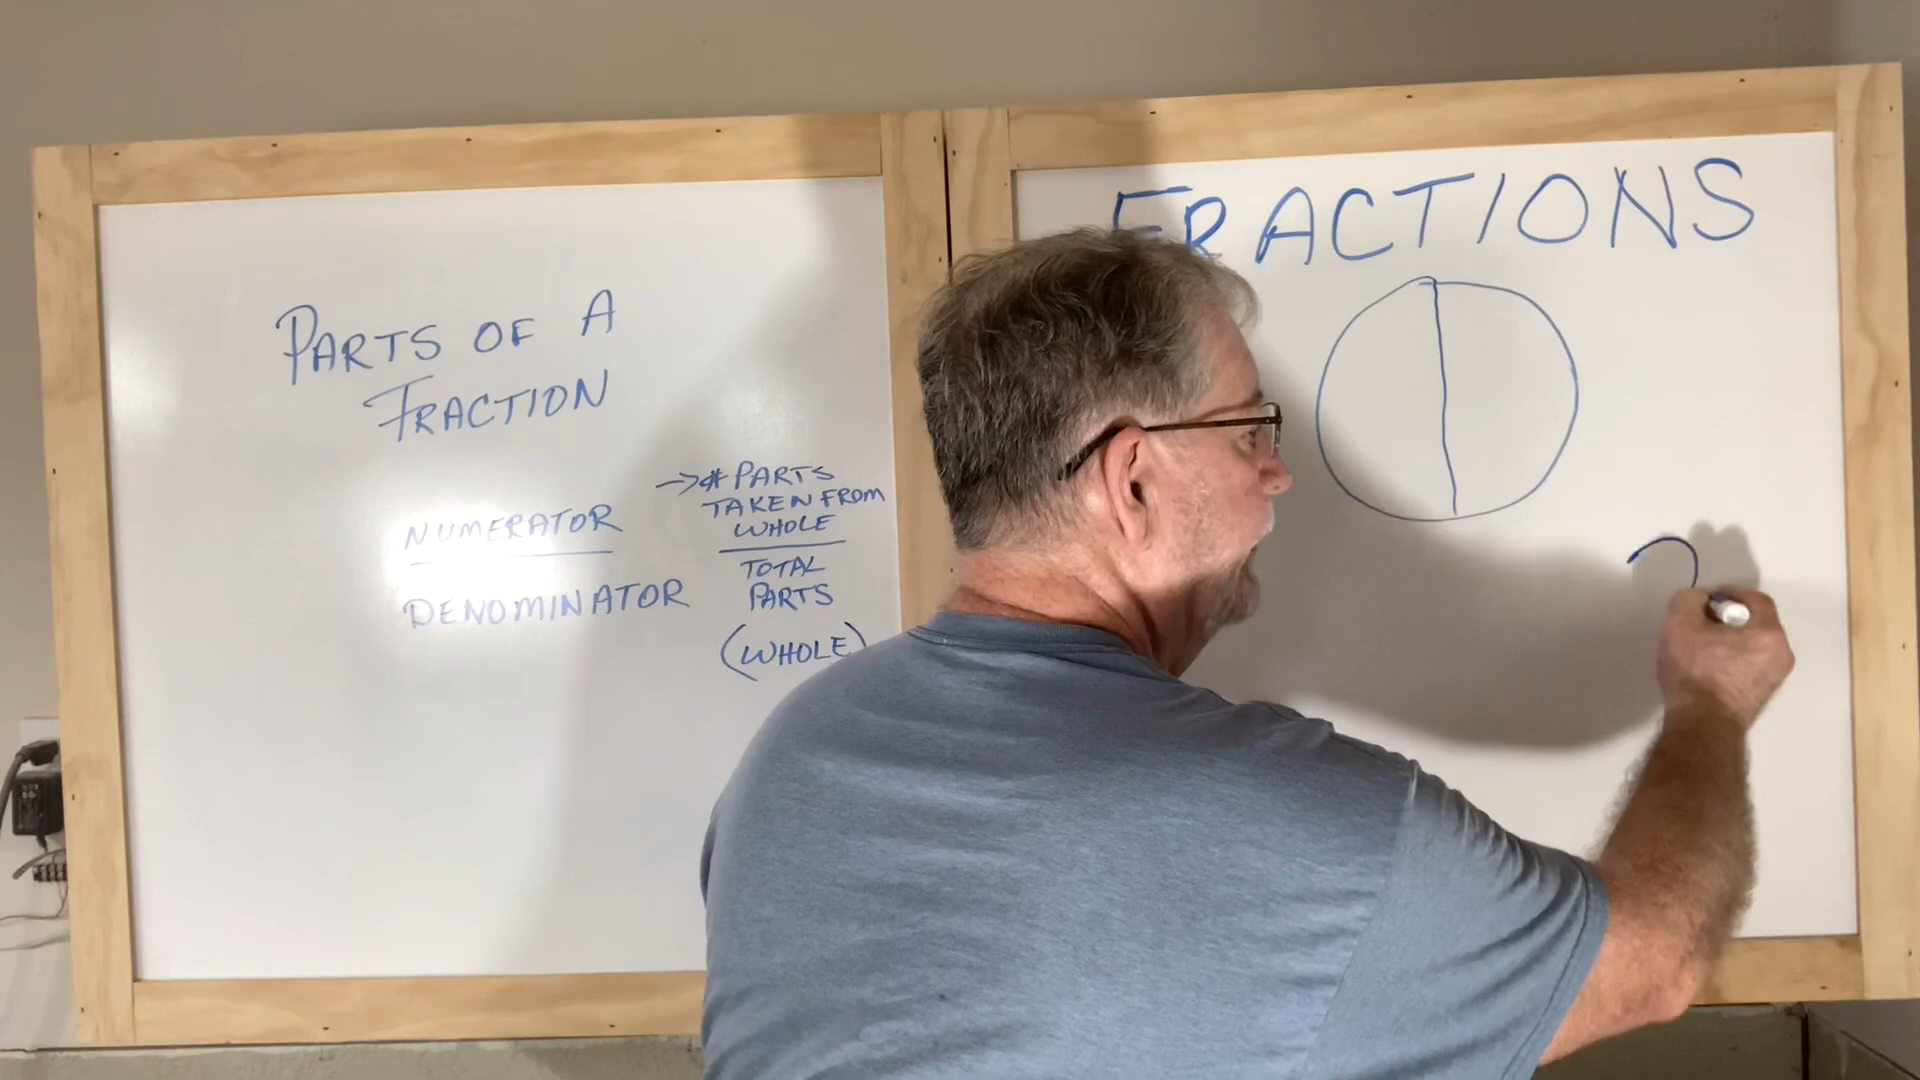 PARTS OF A
FRACTION
NUMERATOR
DENOMINATOR
→# PARTS
TAKEN FROM
WHOLE
TOTAL
PARTS
(WHOLE)
FRACTIONS